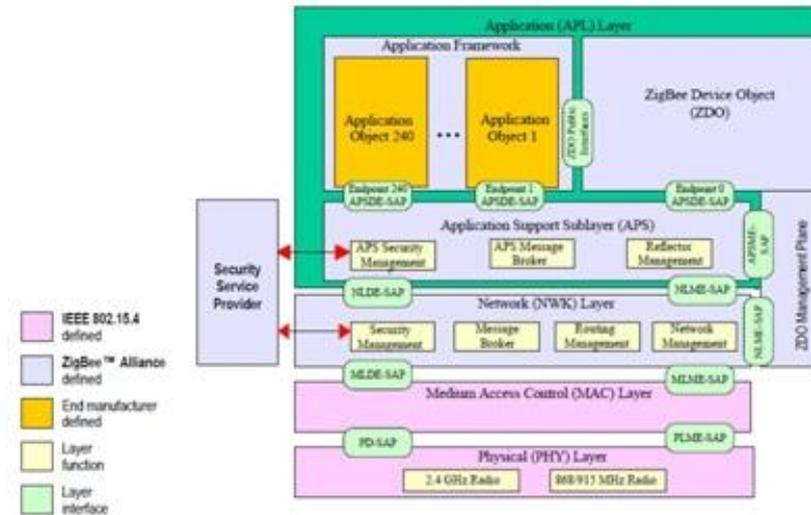 Application (APL) Layer
Application Framework
Application
Object 240
...
Application
Object 1
ZDO Public
Interfaces
ZigBee Device Object
(ZDO)
Endpoint 240
APSDE-SAP
Endpoint 1
APSDE-SAP
Endpoint 0
APSDE-SAP
Application Support Sublayer (APS)
APS Security
Management
APS Message
Broker
Reflector
Management
APSME-
SAP
ZDO Management Plane
Security
Service
Provider
NLDE-SAP
NLME-SAP
Network (NWK) Layer
Security
Management
Message
Broker
Routing
Management
Network
Management
NLME-SAP
MLDE-SAP
MLME-SAP
Medium Access Control (MAC) Layer
PD-SAP
PLME-SAP
Physical (PHY) Layer
2.4 GHz Radio
868/915 MHz Radio
IEEE 802.15.4
defined
ZigBee™ Alliance
defined
End manufacturer
defined
Layer
function
Layer
interface